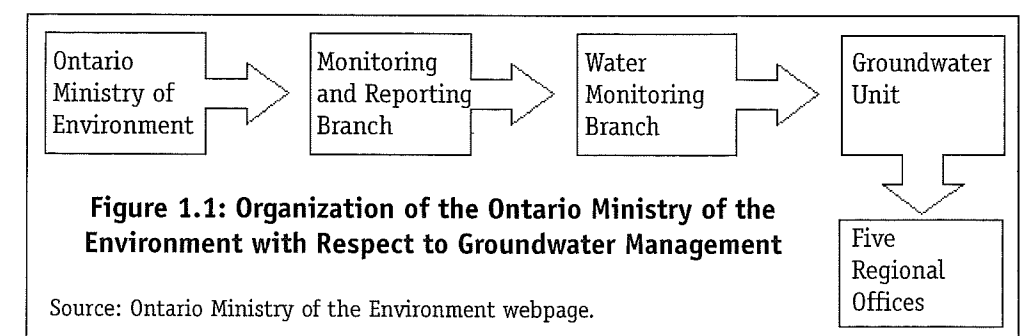 Ontario
Ministry of
Environment
Monitoring
and Reporting
Branch
Water
Monitoring
Branch
Groundwater
Unit
Five
Regional
Offices
Figure 1.1: Organization of the Ontario Ministry of the
Environment with Respect to Groundwater Management
Source: Ontario Ministry of the Environment webpage.